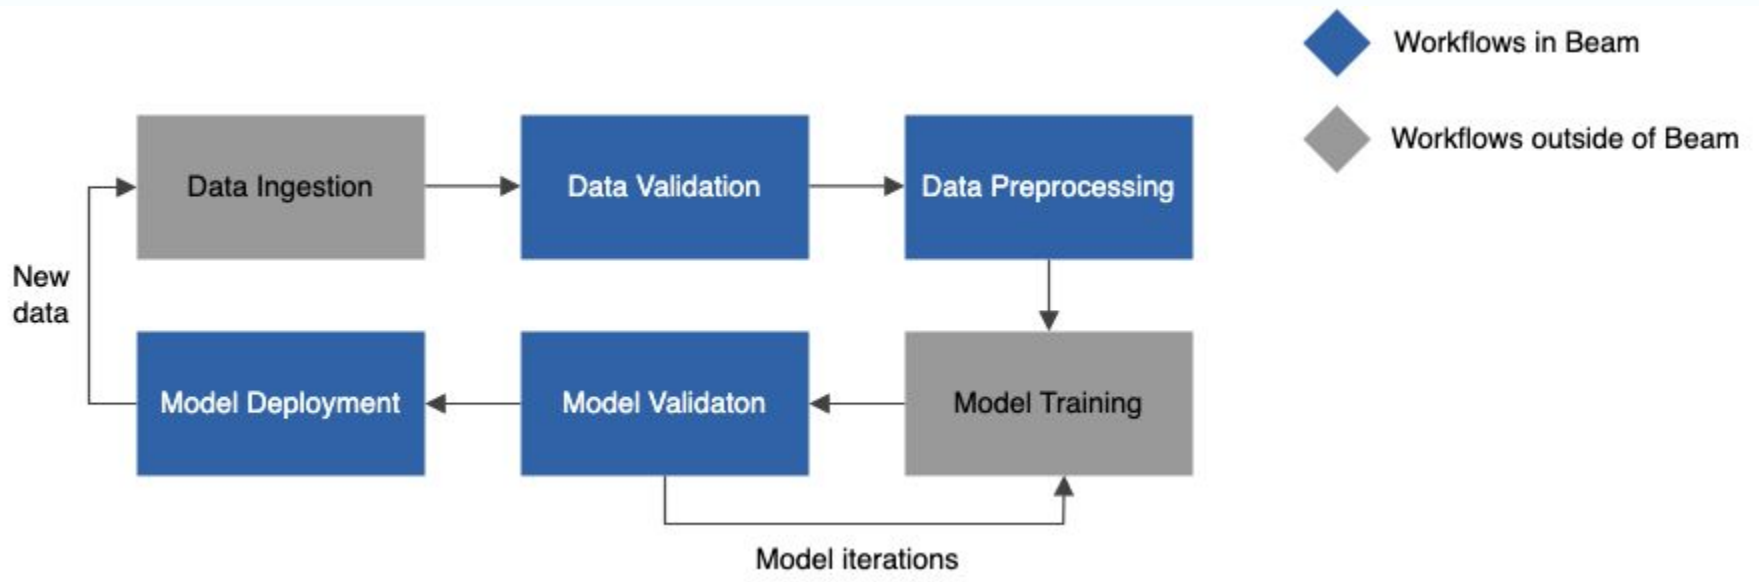 Workflows in Beam
Workflows outside of Beam
Data Ingestion
Data Validation
Data Preprocessing
New
data
Model Deployment
Model Validaton
Model Training
Model iterations